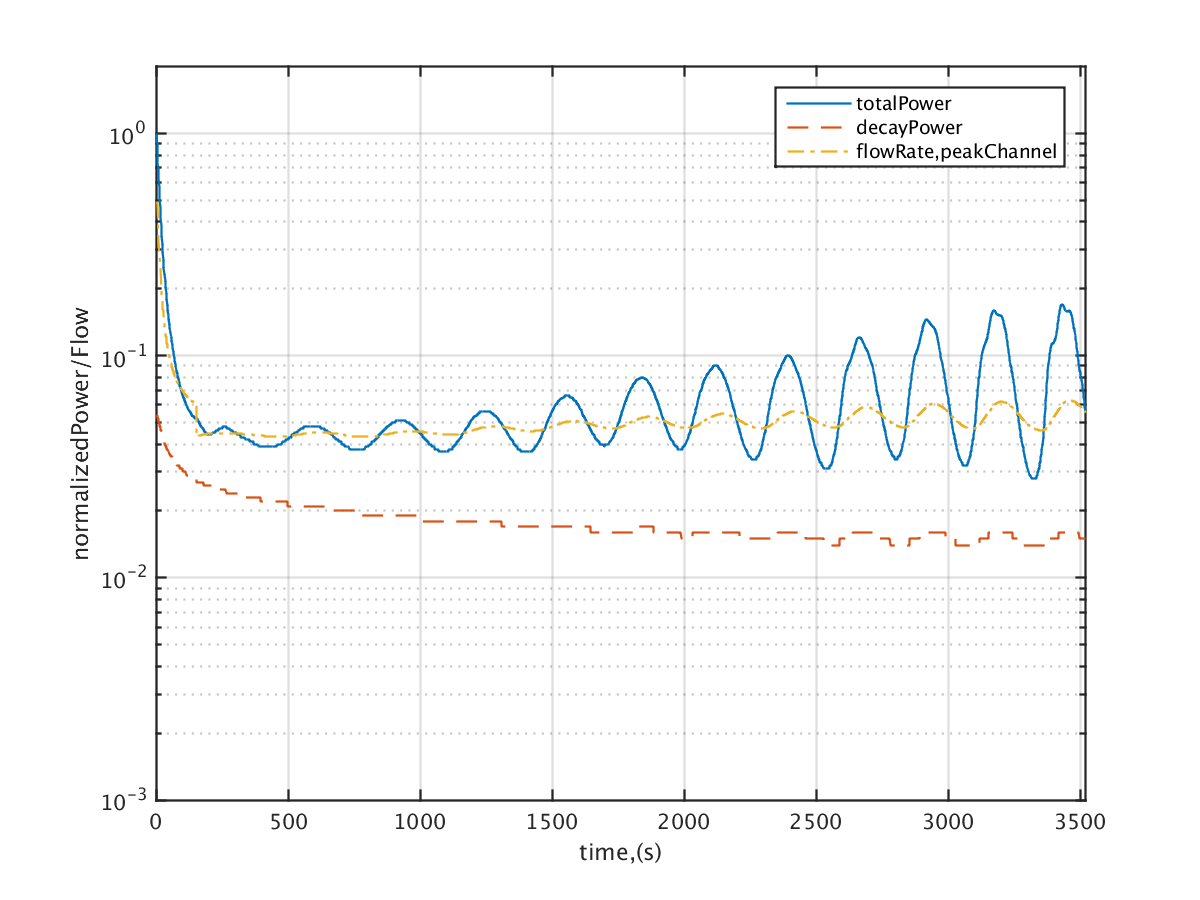 totalPower
decayPower
flowRate,peakChannel
normalizedPower/Flow
10^0
10^-1
10^-2
10^-3
0 500 1000 1500 2000 2500 3000 3500
time,(s)